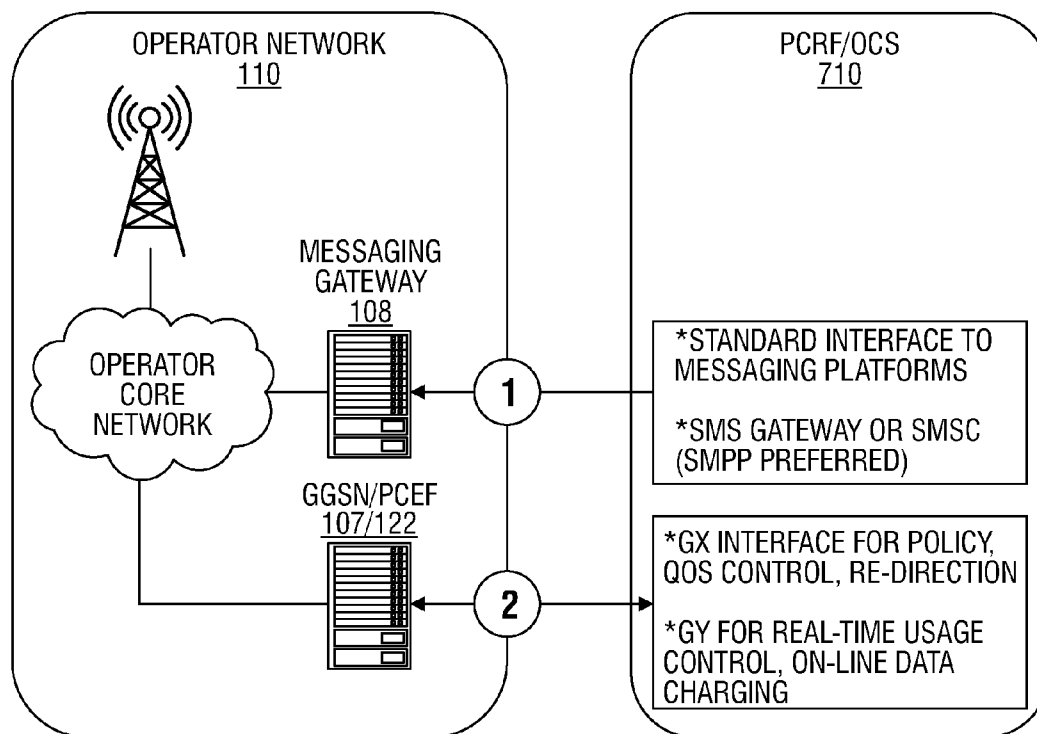 OPERATOR NETWORK
110
PCRF/OCS
710
MESSAGING
GATEWAY
108
OPERATOR
CORE
NETWORK
1
*STANDARD INTERFACE TO
MESSAGING PLATFORMS
*SMS GATEWAY OR SMSC
(SMPP PREFERRED)
GGSN/PCEF
107/122
2
*GX INTERFACE FOR POLICY,
QOS CONTROL, RE-DIRECTION
*GY FOR REAL-TIME USAGE
CONTROL, ON-LINE DATA
CHARGING